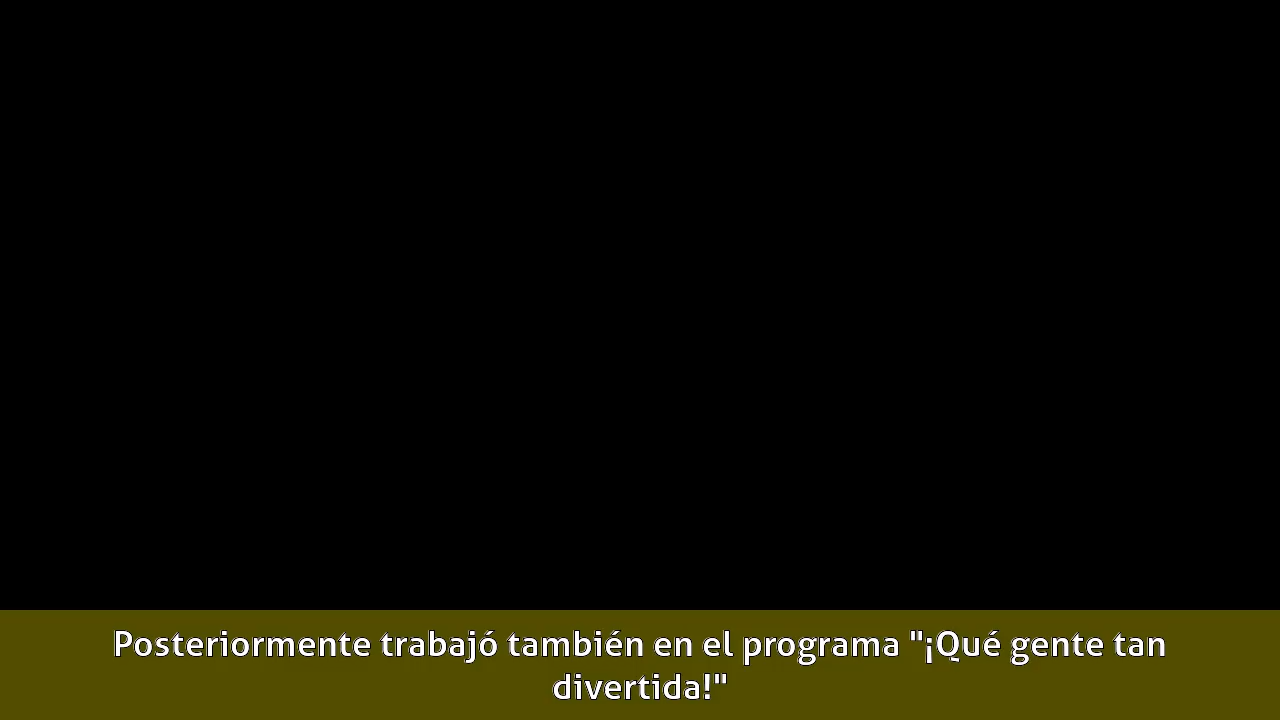 Posteriormente trabajó también en el programa "¡Qué gente tan
divertida!"